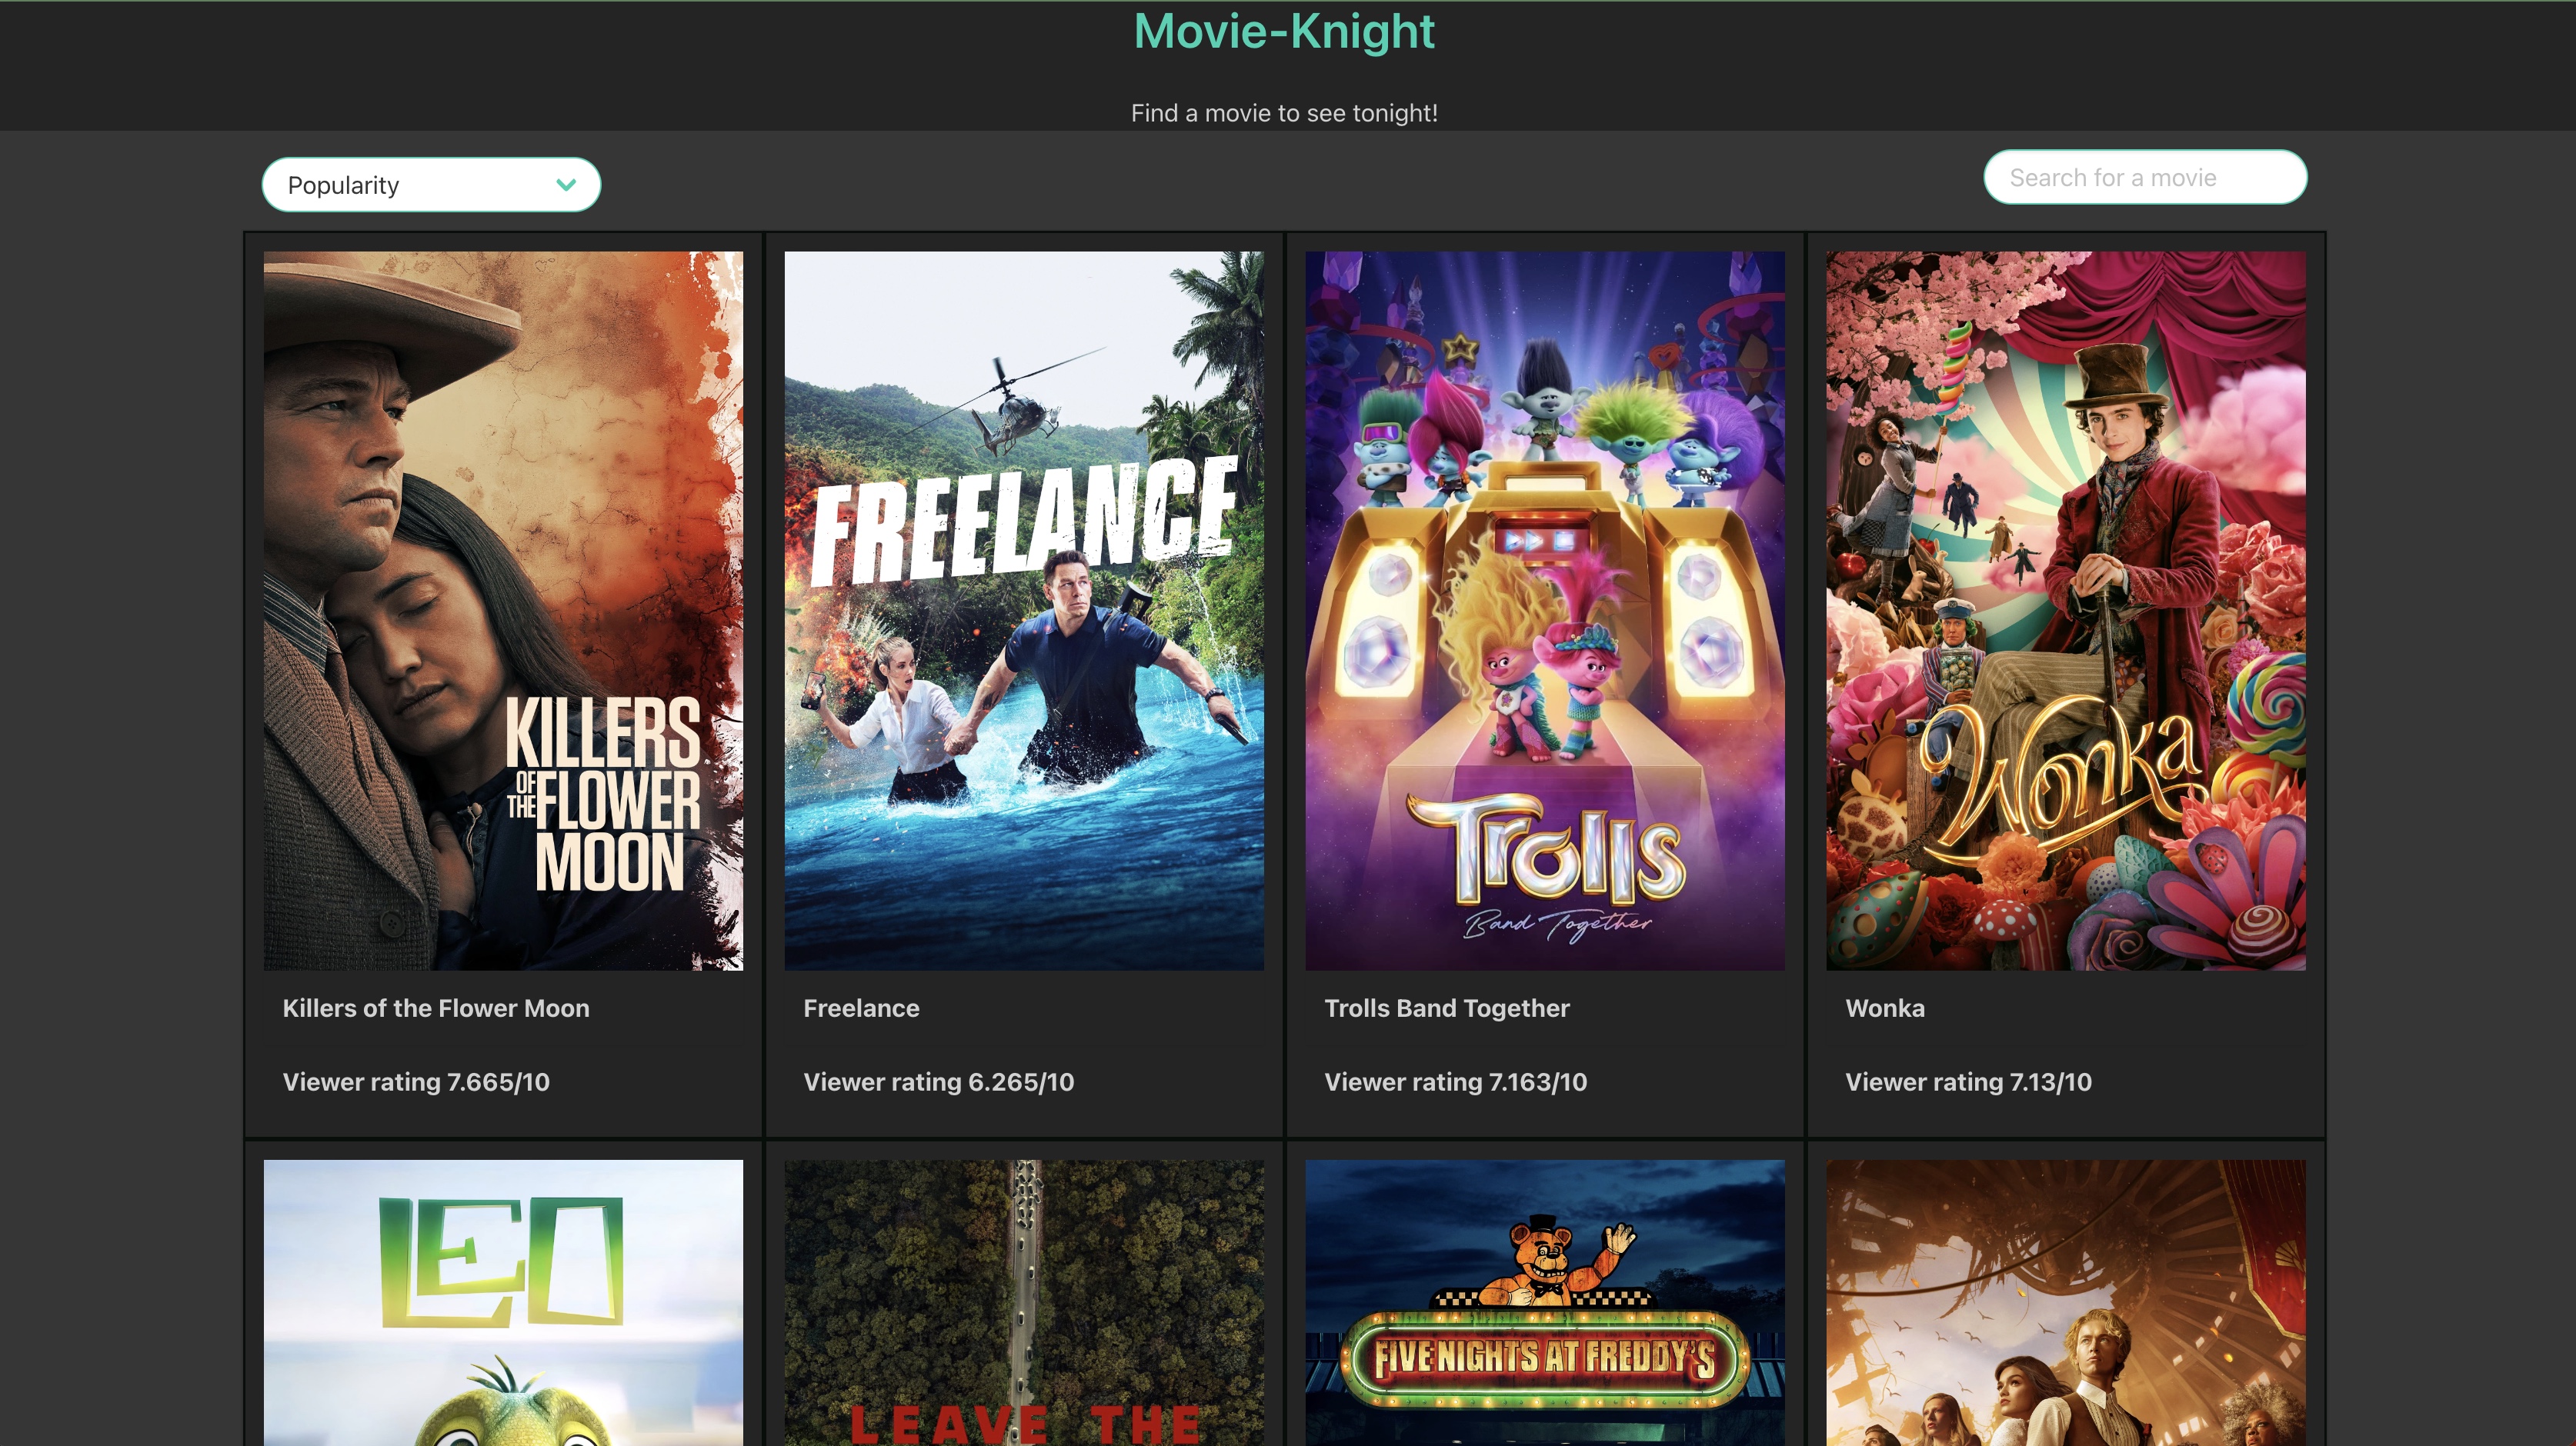 Movie-Knight
Find a movie to see tonight!
Popularity
Search for a movie
KILLERS
OF
THE FLOWER
MOON
FREELANCE
Trolls
Band Together
Wonka
Killers of the Flower Moon
Freelance
Trolls Band Together
Wonka
Viewer rating 7.665/10
Viewer rating 6.265/10
Viewer rating 7.163/10
Viewer rating 7.13/10
LEO
LEAVE THE
FIVE NIGHTS AT FREDDY'S